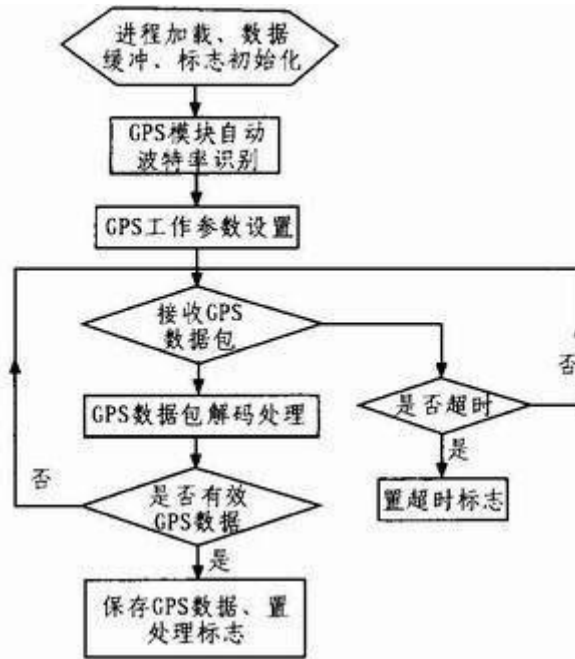 进程加载、数据
缓冲、标志初始化
GPS模块自动
波特率识别
GPS工作参数设置
接收GPS
数据包
否
GPS数据包解码处理
是否超时
是
否
是否有效
GPS数据
置超时标志
是
保存GPS数据、置
处理标志